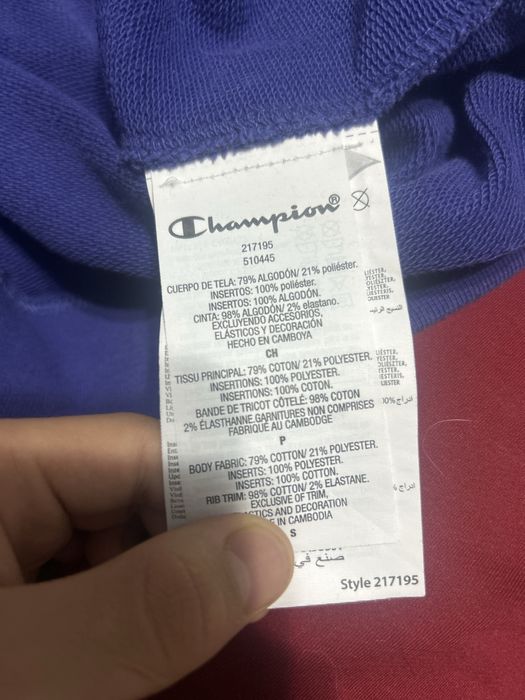 Champion®
217195
510445
CUERPO DE TELA: 79% ALGODÓN/ 21% poliéster.
INSERTOS: 100% poliéster.
INSERTOS: 100% ALGODÓN.
CINTA: 98% ALGODÓN/ 2% elastano.
EXCLUYENDO ACCESORIOS,
ELÁSTICOS Y DECORACIÓN
HECHO EN CAMBOYA
CH
TISSU PRINCIPAL: 79% COTON/ 21% POLYESTER.
INSERTIONS: 100% POLYESTER.
INSERTIONS: 100% COTON.
BANDE DE TRICOT CÔTELÉ: 98% COTON
2% ÉLASTHANNE.GARNITURES NON COMPRISES
FABRIQUÉ AU CAMBODGE
P
BODY FABRIC: 79% COTTON/ 21% POLYESTER.
INSERTS: 100% POLYESTER.
INSERTS: 100% COTTON.
RIB TRIM: 98% COTTON/ 2% ELASTANE.
EXCLUSIVE OF TRIM,
STICS AND DECORATION
E IN CAMBODIA
S
صنع في
Style 217195